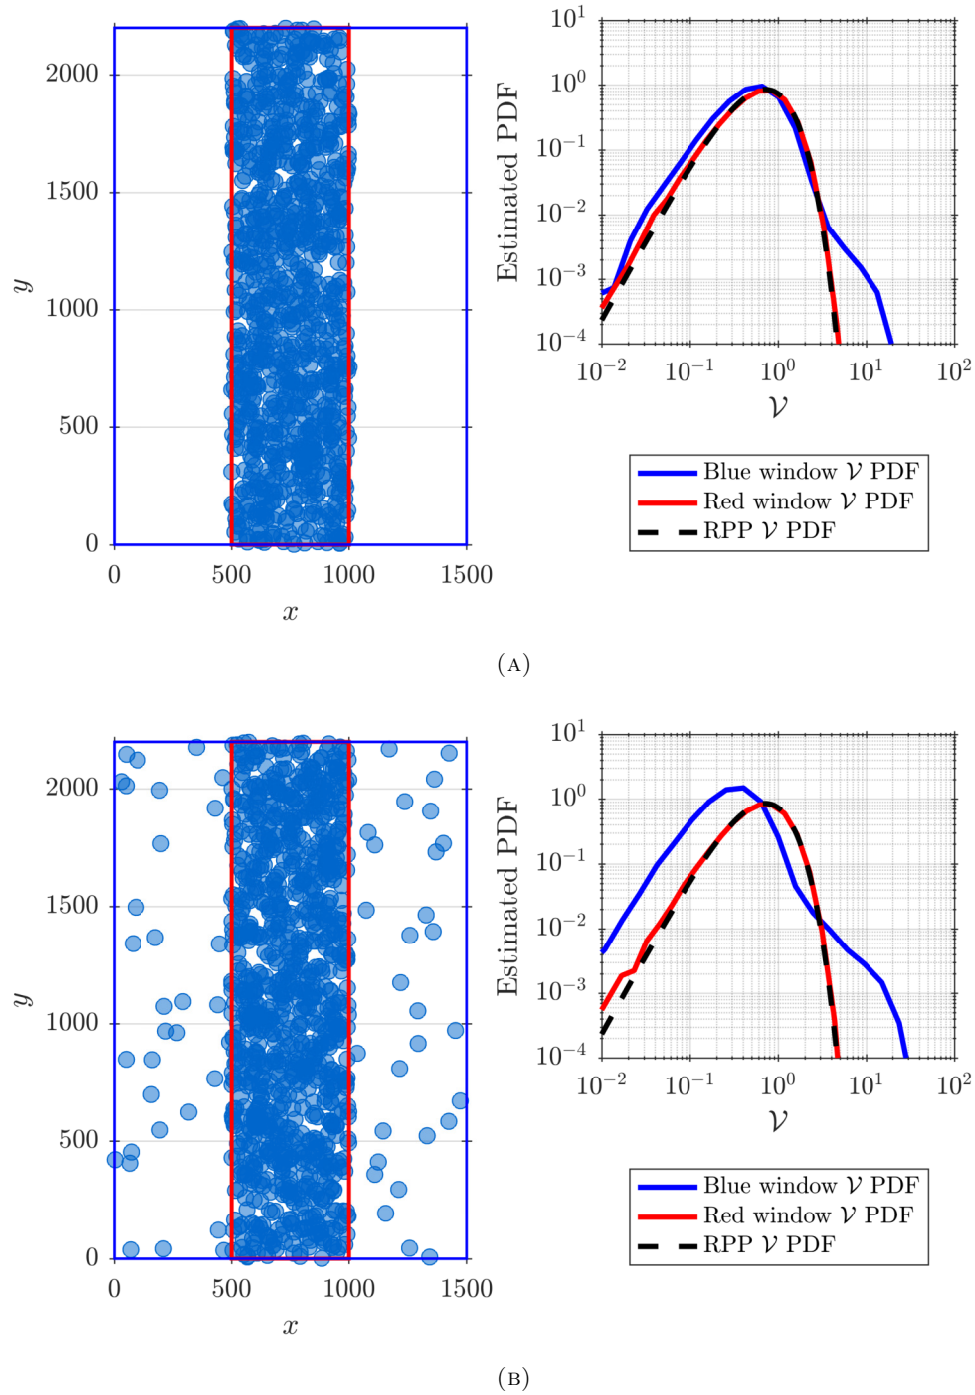 2000
1500
1000
500
0
y
0 500 1000 1500
x
10^1
10^0
10^-1
10^-2
10^-3
10^-4
Estimated PDF
10^-2 10^-1 10^0 10^1 10^2
𝒱
Blue window 𝒱 PDF
Red window 𝒱 PDF
RPP 𝒱 PDF
(A)
2000
1500
1000
500
0
y
0 500 1000 1500
x
10^1
10^0
10^-1
10^-2
10^-3
10^-4
Estimated PDF
10^-2 10^-1 10^0 10^1 10^2
𝒱
Blue window 𝒱 PDF
Red window 𝒱 PDF
RPP 𝒱 PDF
(B)